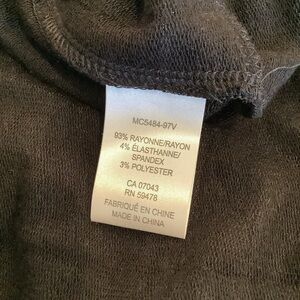 MC5484-97V
93% RAYONNE/RAYON
4% ÉLASTHANNE/
SPANDEX
3% POLYESTER
CA 07043
RN 59478
FABRIQUÉ EN CHINE
MADE IN CHINA